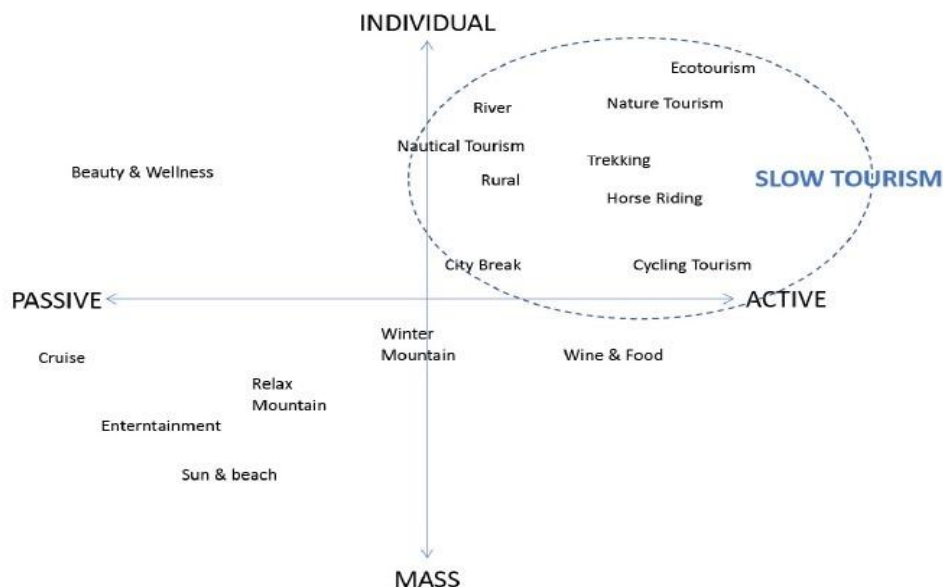 INDIVIDUAL
Ecotourism
River
Nature Tourism
Nautical Tourism
Trekking
Beauty & Wellness
Rural
SLOW TOURISM
Horse Riding
City Break
Cycling Tourism
PASSIVE
ACTIVE
Winter
Mountain
Wine & Food
Cruise
Relax
Mountain
Enterntainment
Sun & beach
MASS